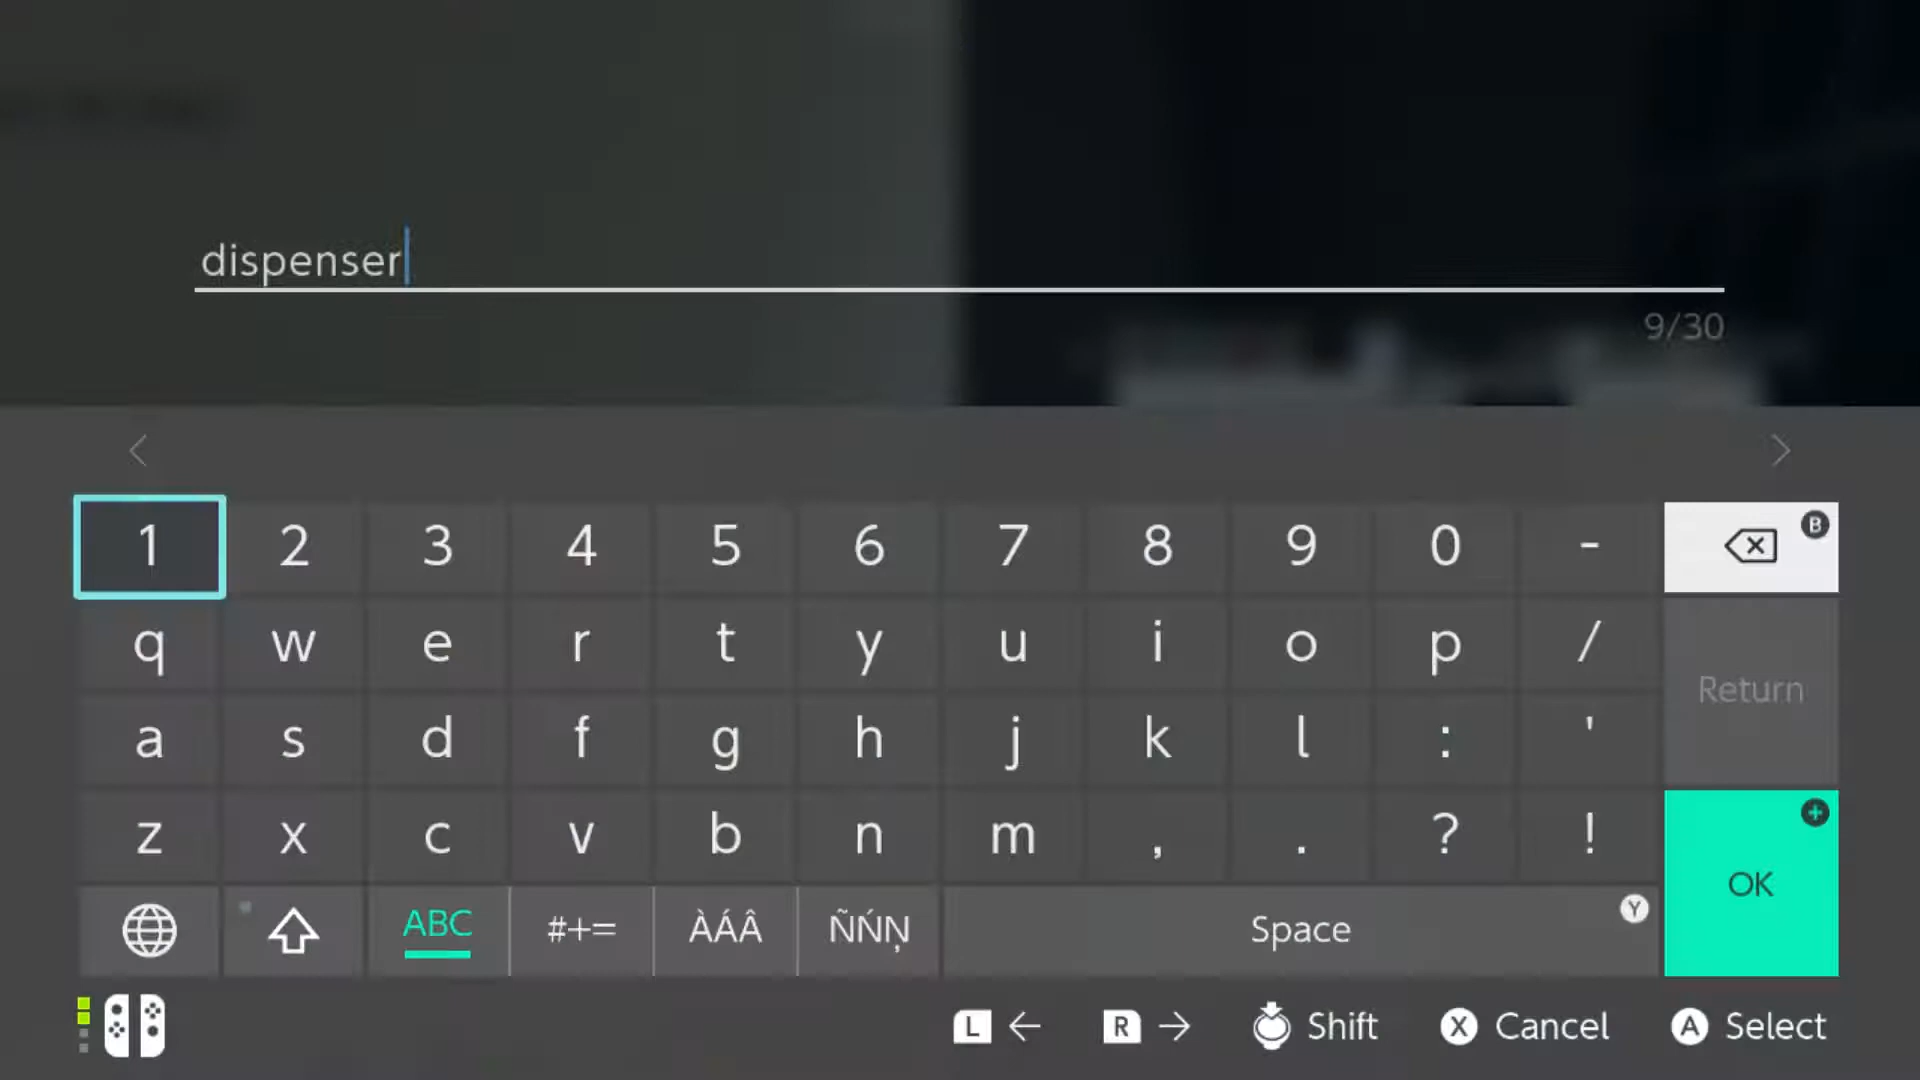 dispenser
9/30
1 2 3 4 5 6 7 8 9 0 - B
q w e r t y u i o p /
Return
a s d f g h j k l : '
z x c v b n m , . ? ! +
OK
ABC #+= ÀÁÂ ÑŃŅ Space Y
L ← R → Shift X Cancel A Select